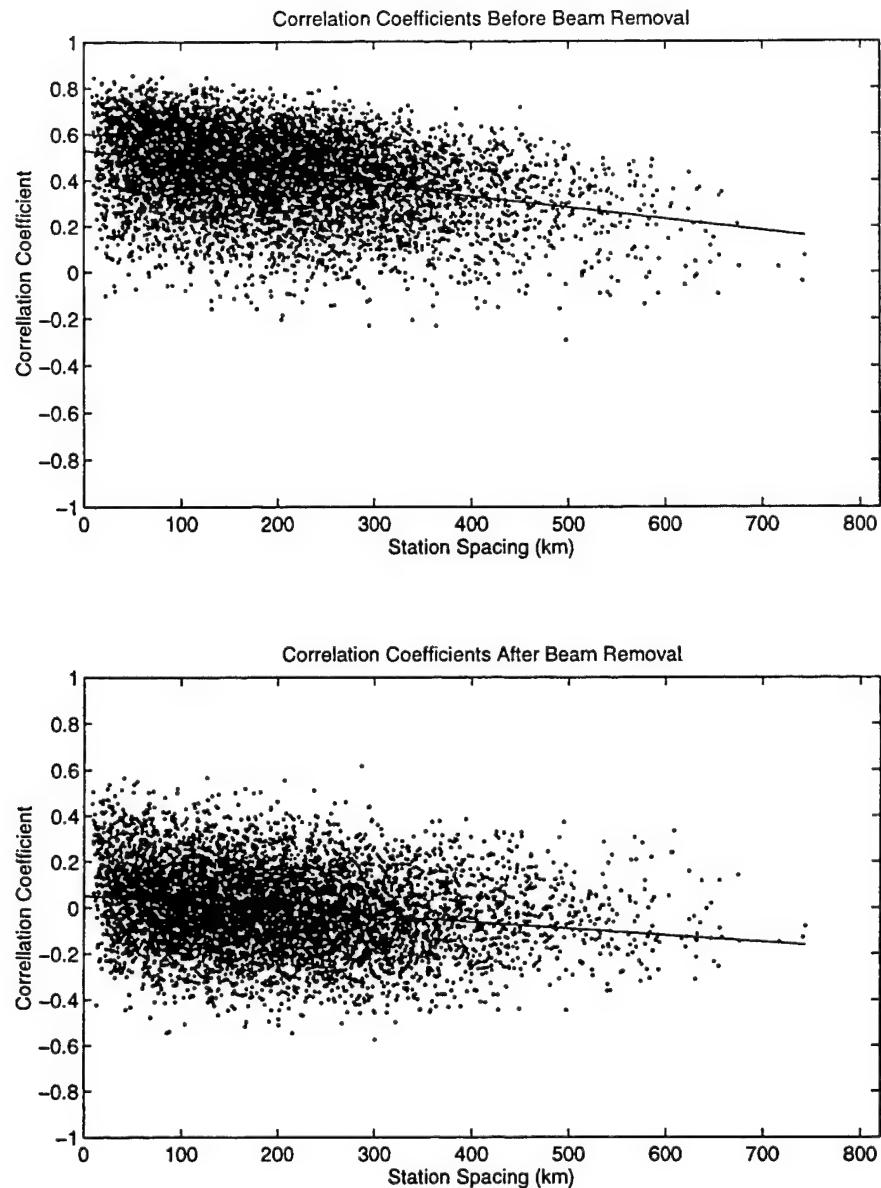 Correlation Coefficients Before Beam Removal
1
0.8
0.6
0.4
0.2
0
−0.2
−0.4
−0.6
−0.8
−1
Correllation Coefficient
0 100 200 300 400 500 600 700 800
Station Spacing (km)
Correlation Coefficients After Beam Removal
1
0.8
0.6
0.4
0.2
0
−0.2
−0.4
−0.6
−0.8
−1
Correllation Coefficient
0 100 200 300 400 500 600 700 800
Station Spacing (km)